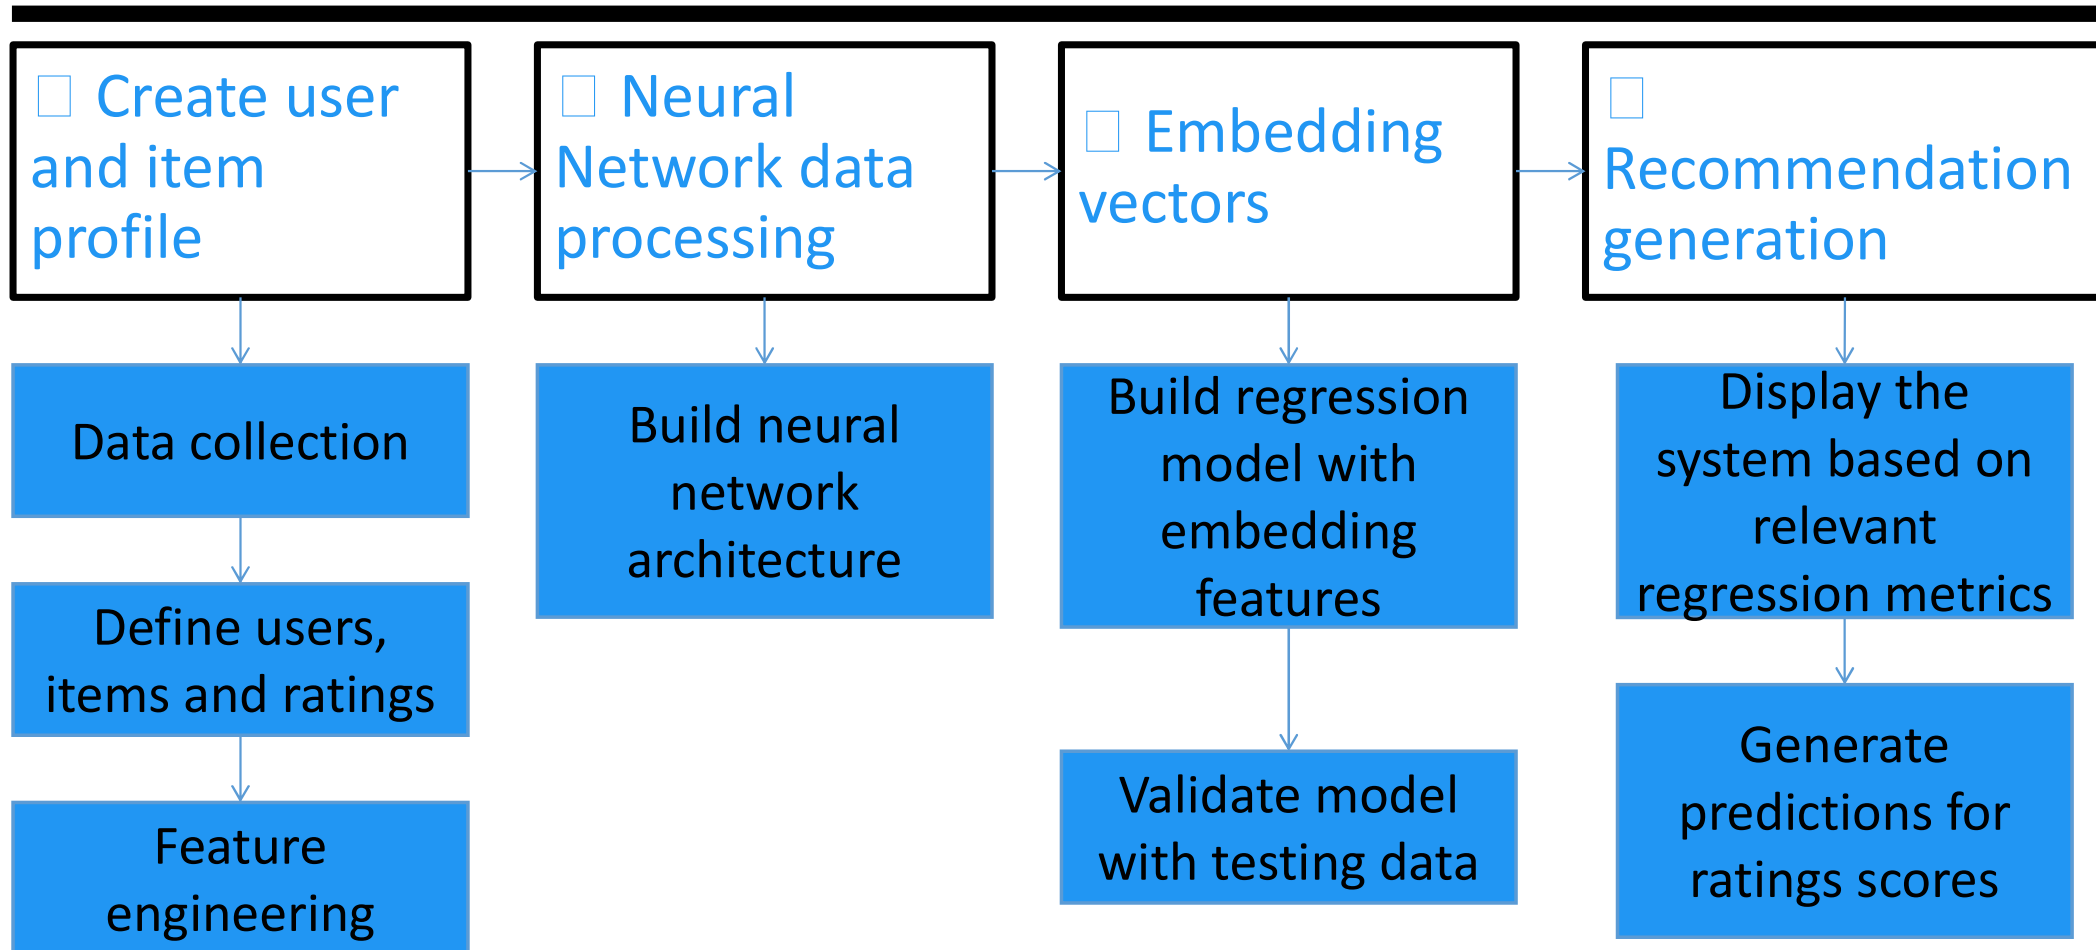 Create user
and item
profile
Neural
Network data
processing
Embedding
vectors
Recommendation
generation
Data collection
Define users,
items and ratings
Feature
engineering
Build neural
network
architecture
Build regression
model with
embedding
features
Validate model
with testing data
Display the
system based on
relevant
regression metrics
Generate
predictions for
ratings scores